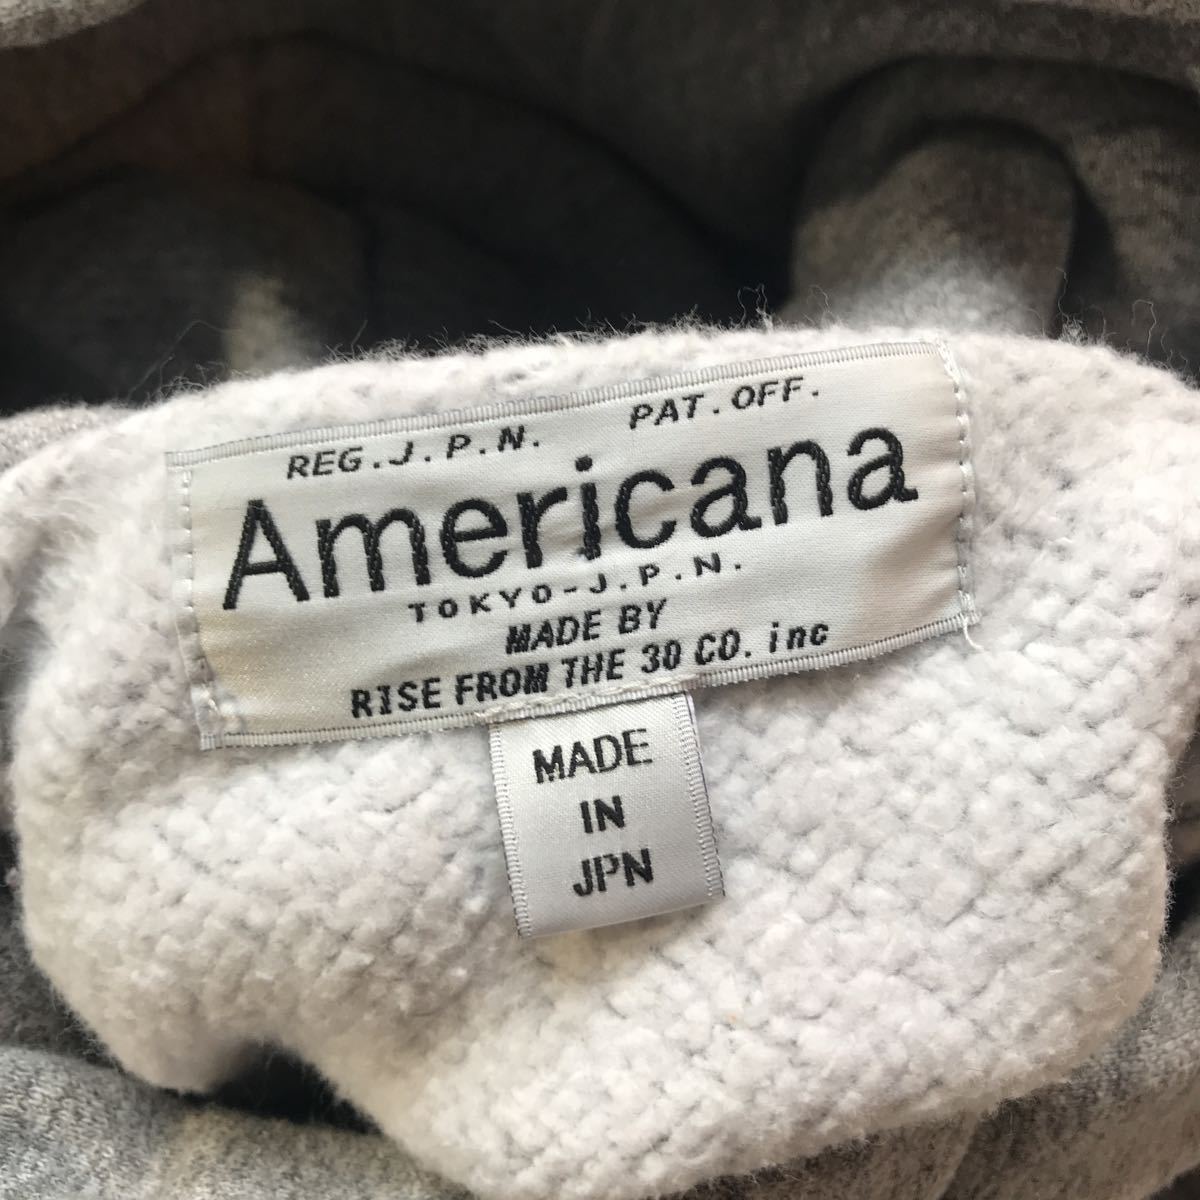 REG.J.P.N. PAT.OFF.
Americana
TOKYO-J.P.N.
MADE BY
RISE FROM THE 30 CO. inc
MADE
IN
JPN